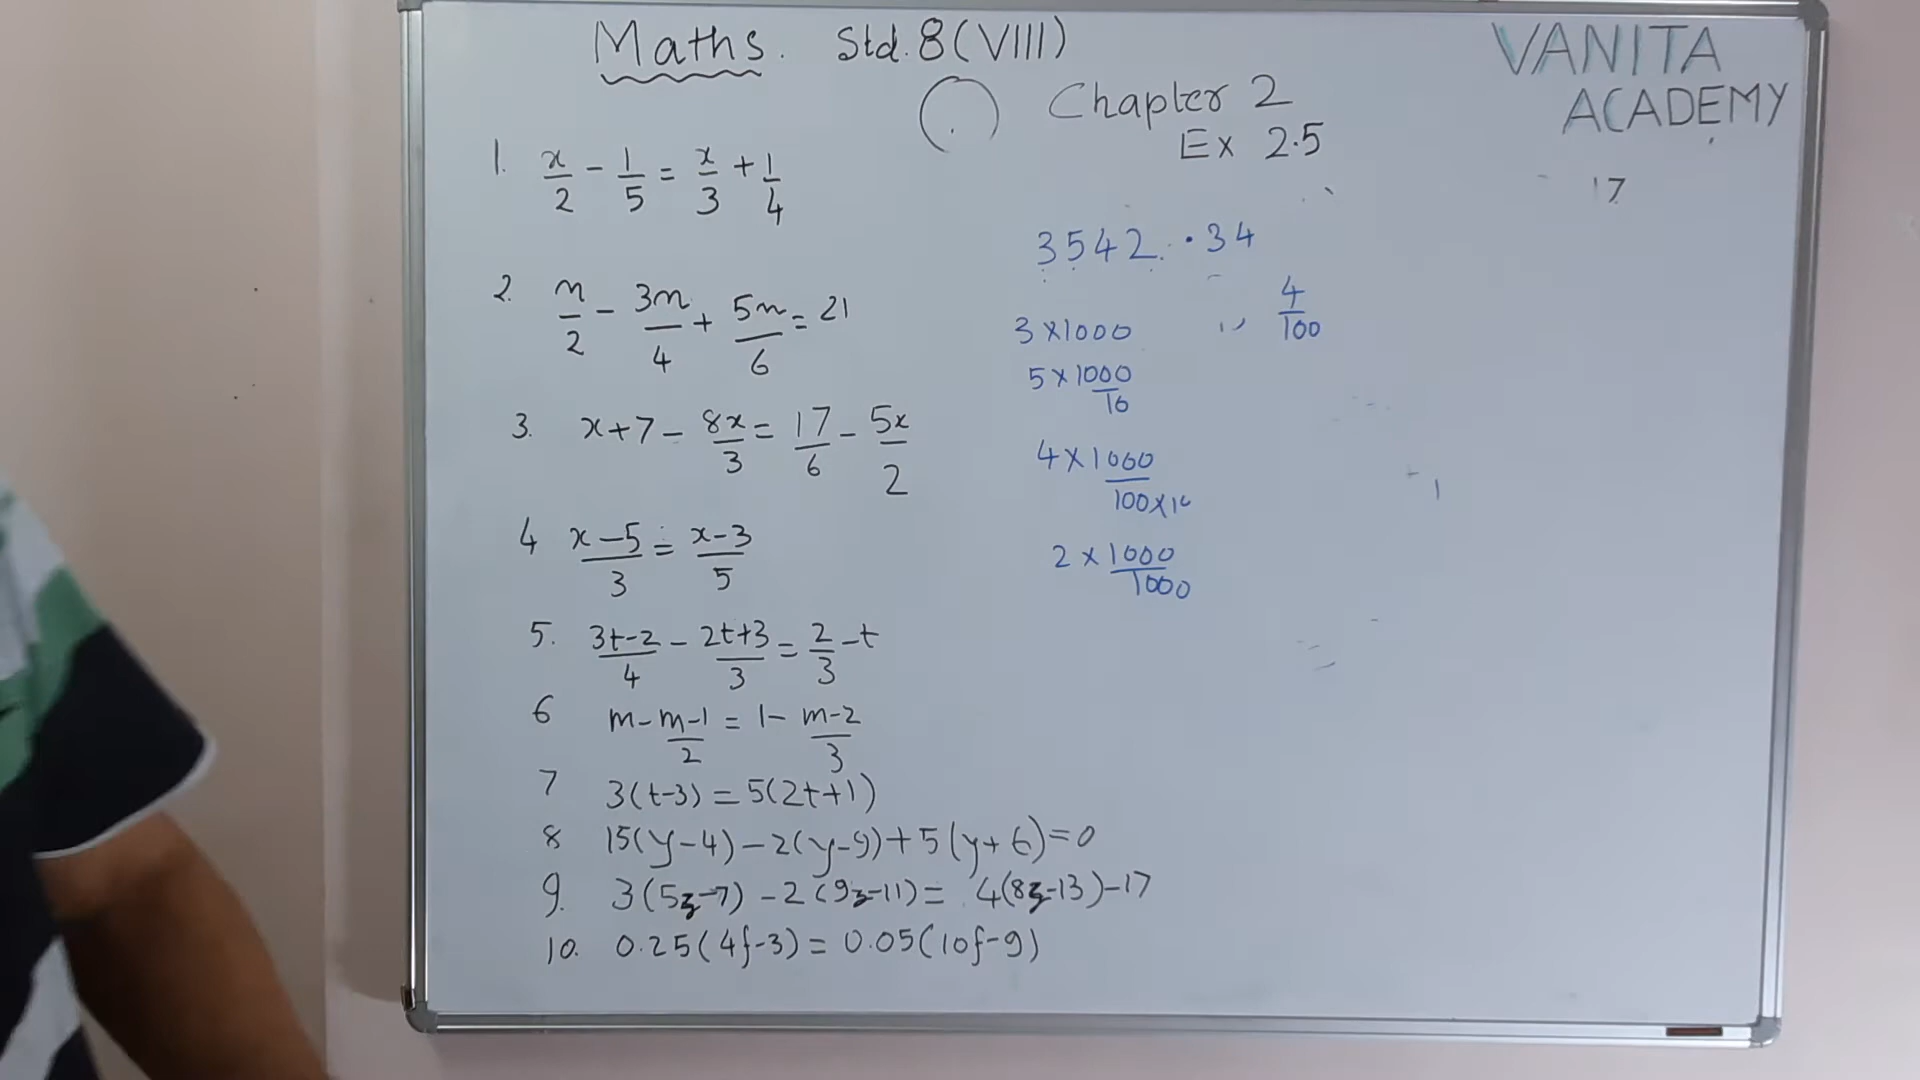 Maths. Std. 8 (VIII)
VANITA
ACADEMY
Chapter 2
Ex 2.5
17
1. x/2 - 1/5 = x/3 + 1/4
2. n/2 - 3n/4 + 5n/6 = 21
3. x+7 - 8x/3 = 17/6 - 5x/2
4 x-5/3 = x-3/5
5. 3t-2/4 - 2t+3/3 = 2/3 - t
6 m - m-1/2 = 1 - m-2/3
7 3(t-3) = 5(2t+1)
8 15(y-4) - 2(y-9) + 5(y+6) = 0
9. 3(5z-7) - 2(9z-11) = 4(8z-13) - 17
10. 0.25(4f-3) = 0.05(10f-9)
3542 . 34
4/100
3 × 1000
5 × 1000/10
4 × 1000/100×10
2 × 1000/1000